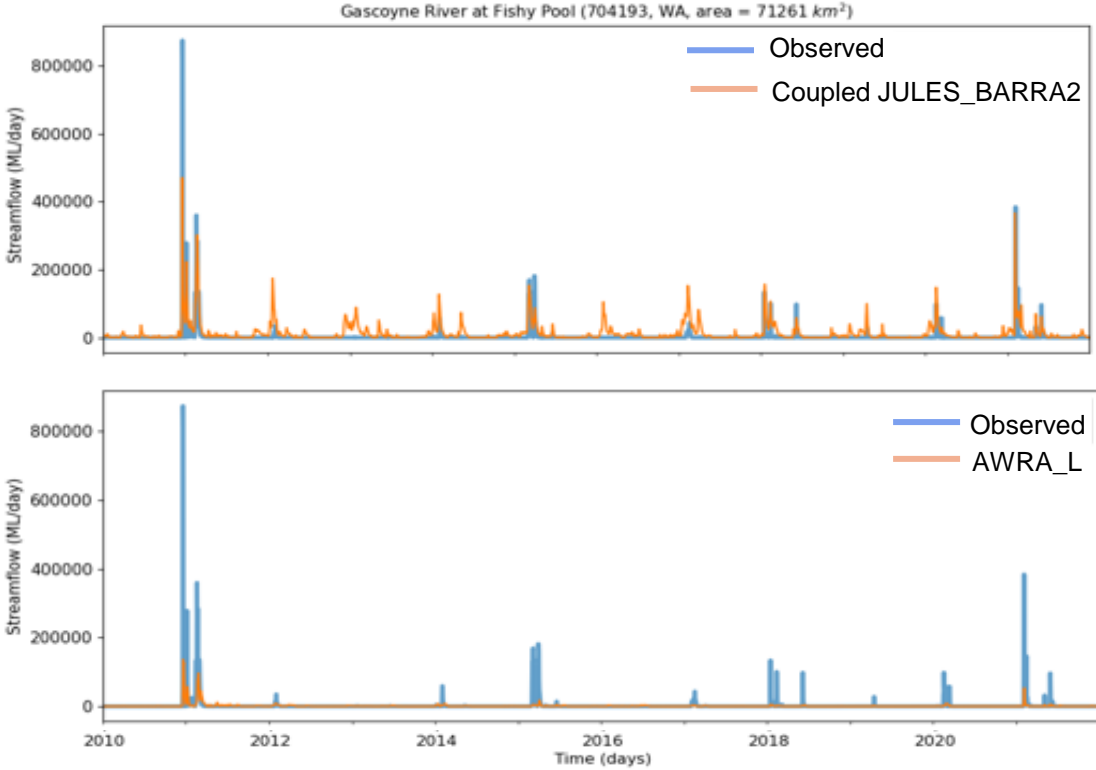 Gascoyne River at Fishy Pool (704193, WA, area = 71261 km²)
Observed
Coupled JULES_BARRA2
Streamflow (ML/day)
800000
600000
400000
200000
0
Observed
AWRA_L
Streamflow (ML/day)
800000
600000
400000
200000
0
2010 2012 2014 2016 2018 2020
Time (days)